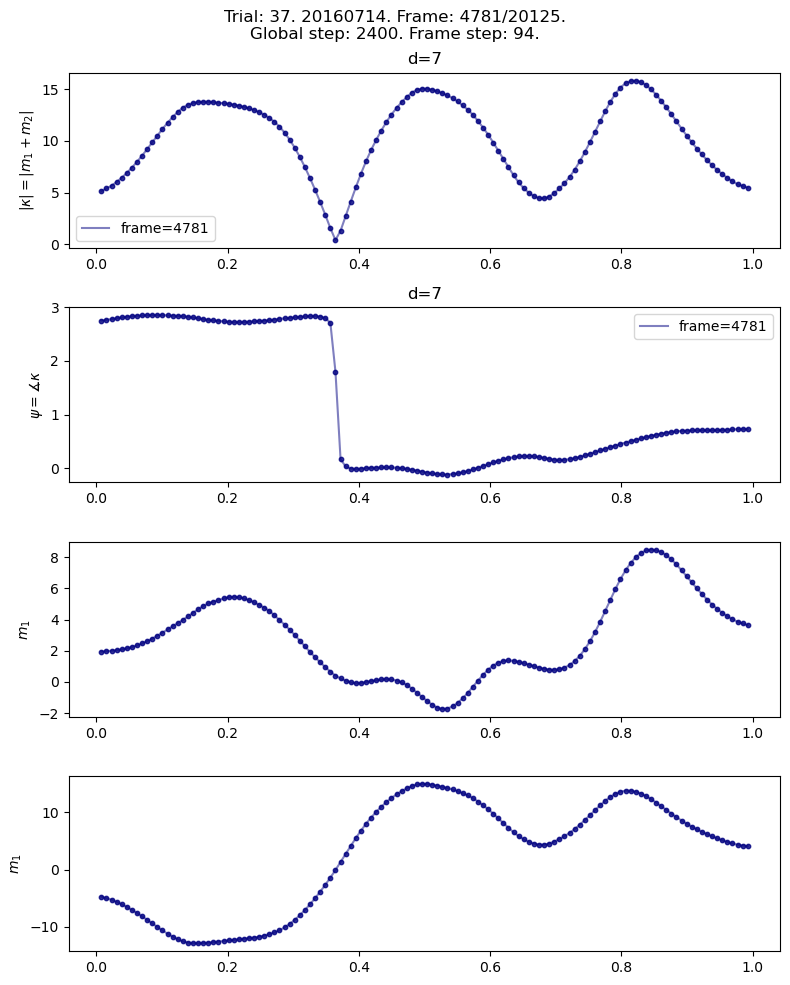 Trial: 37. 20160714. Frame: 4781/20125.
Global step: 2400. Frame step: 94.
d=7
|κ| = |m₁ + m₂|
15
10
5
0
frame=4781
0.0 0.2 0.4 0.6 0.8 1.0
d=7
ψ = ∡κ
3
2
1
0
frame=4781
0.0 0.2 0.4 0.6 0.8 1.0
m₁
8
6
4
2
0
−2
0.0 0.2 0.4 0.6 0.8 1.0
m₁
10
0
−10
0.0 0.2 0.4 0.6 0.8 1.0